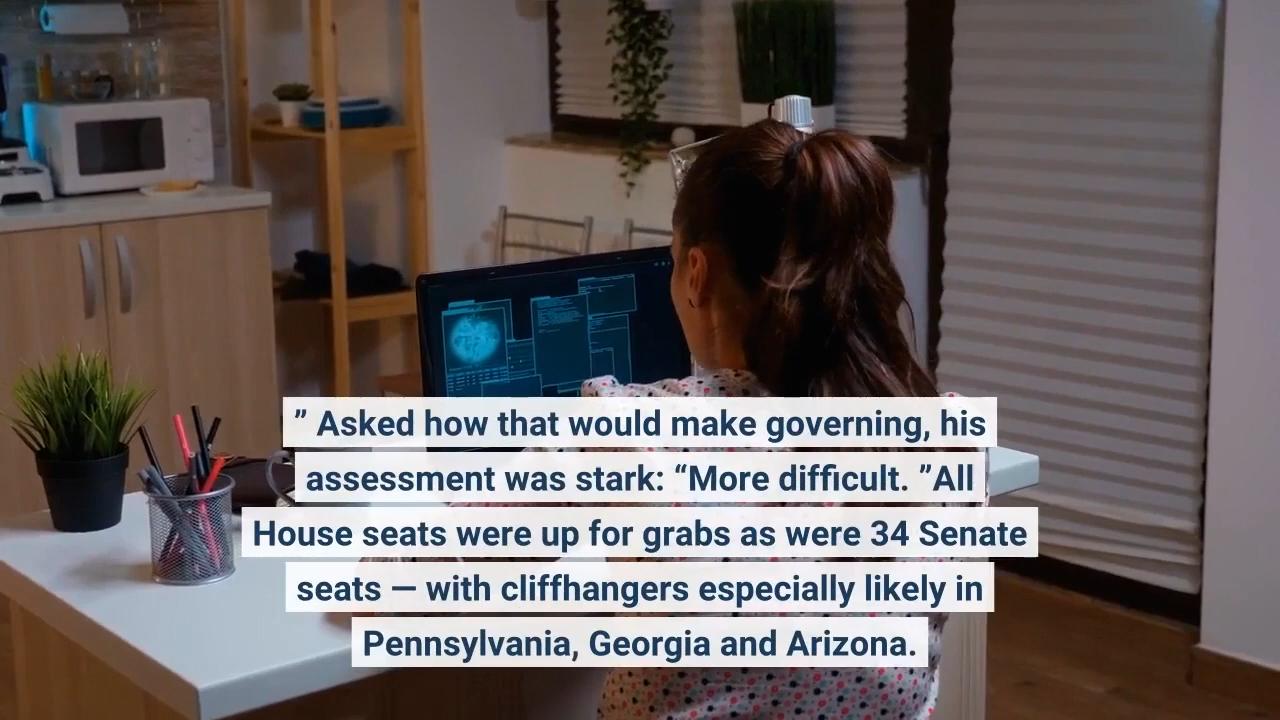 ” Asked how that would make governing, his
assessment was stark: “More difficult. ”All
House seats were up for grabs as were 34 Senate
seats — with cliffhangers especially likely in
Pennsylvania, Georgia and Arizona.